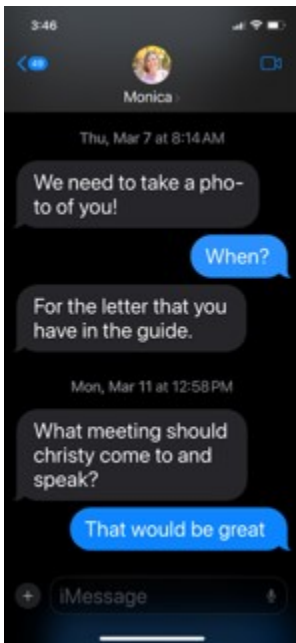 3:46
49
Monica
Thu, Mar 7 at 8:14 AM
We need to take a pho-
to of you!
When?
For the letter that you
have in the guide.
Mon, Mar 11 at 12:58 PM
What meeting should
christy come to and
speak?
That would be great
iMessage